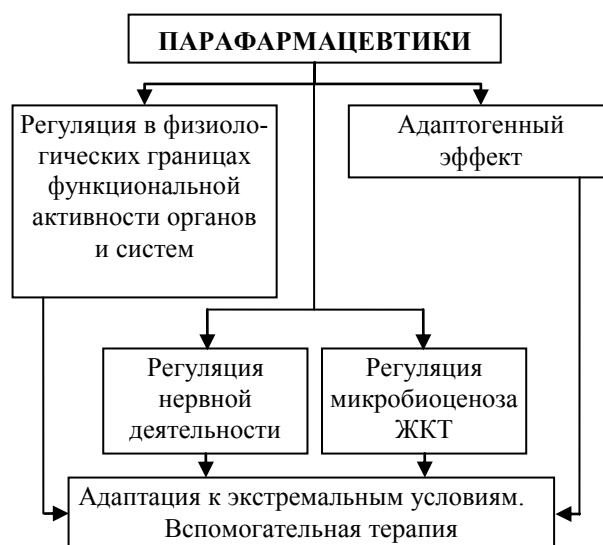 ПАРАФАРМАЦЕВТИКИ
Регуляция в физиоло-
гических границах
функциональной
активности органов
и систем
Адаптогенный
эффект
Регуляция
нервной
деятельности
Регуляция
микробиоценоза
ЖКТ
Адаптация к экстремальным условиям.
Вспомогательная терапия